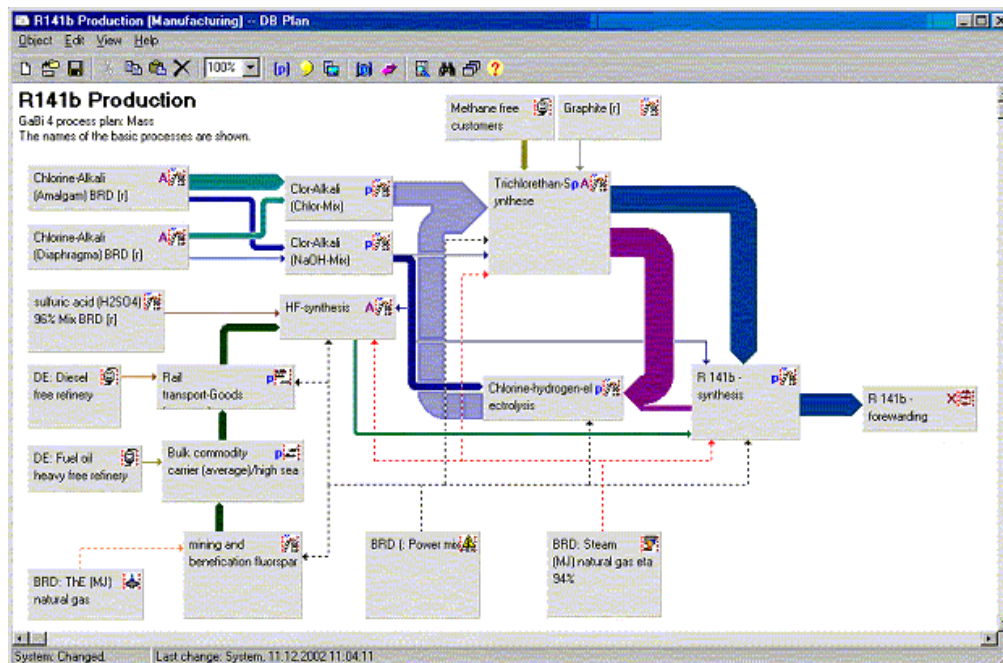 R141b Production [Manufacturing] -- DB Plan
Object Edit View Help
100%
R141b Production
GaBi 4 process plan: Mass
The names of the basic processes are shown.
Methane free
customers
Graphite [r]
Chlorine-Alkali
(Amalgam) BRD [r]
Clor-Alkali
(Chlor-Mix)
Trichlorethan-S
ynthese
Chlorine-Alkali
(Diaphragma) BRD [r]
Clor-Alkali
(NaOH-Mix)
sulfuric acid (H2SO4)
96% Mix BRD [r]
HF-synthesis
DE: Diesel
free refinery
Rail
transport-Goods
Chlorine-hydrogen-el
ectrolysis
R 141b -
synthesis
R 141b -
forewarding
DE: Fuel oil
heavy free refinery
Bulk commodity
carrier (average)/high sea
mining and
benefication fluorspar
BRD [: Power mix
BRD: Steam
(MJ) natural gas eta
94%
BRD: ThE (MJ)
natural gas
System: Changed.
Last change: System, 11.12.2002 11:04:11